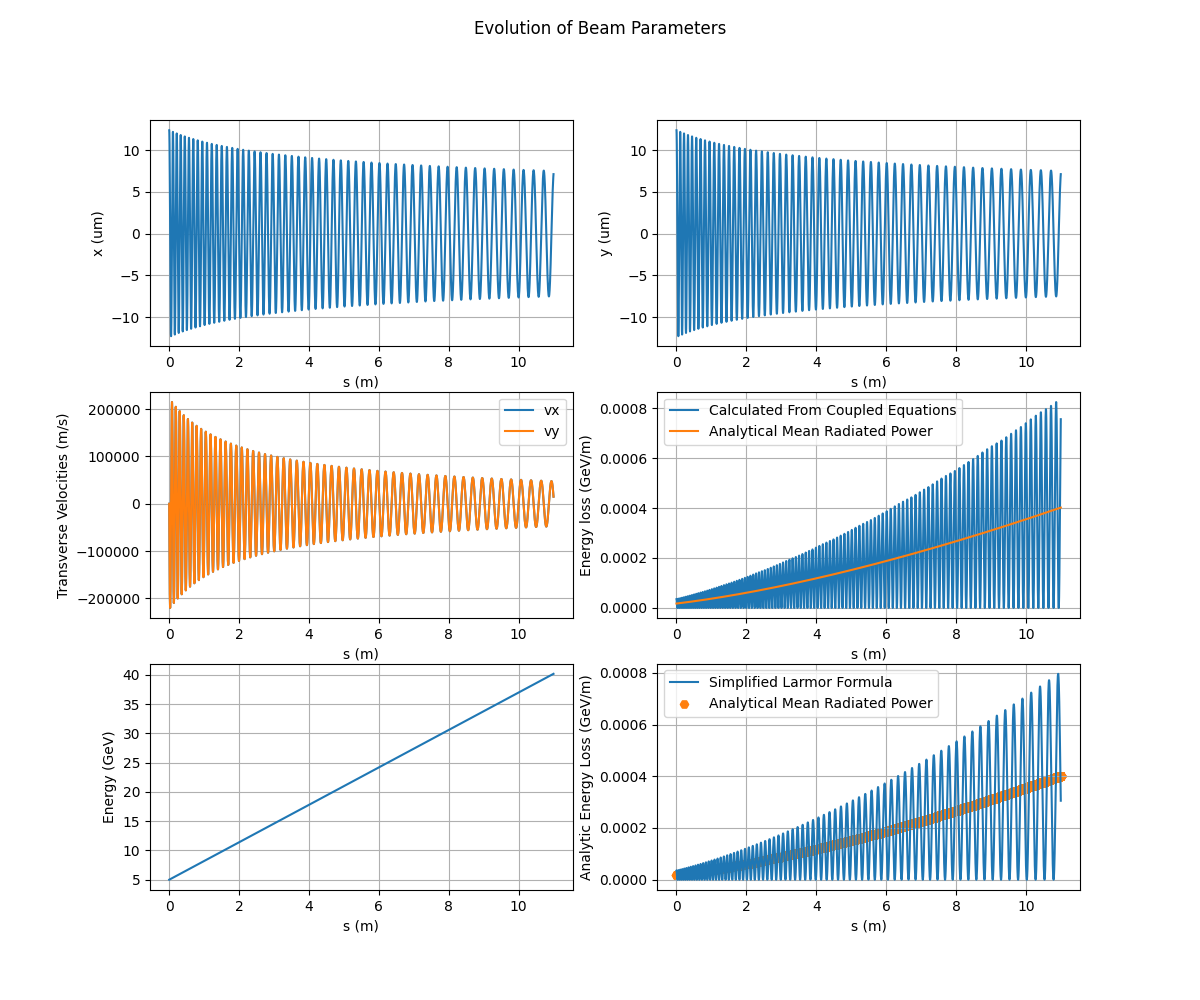 Evolution of Beam Parameters
10
5
0
−5
−10
x (um)
0 2 4 6 8 10
s (m)
10
5
0
−5
−10
y (um)
0 2 4 6 8 10
s (m)
200000
100000
0
−100000
−200000
Transverse Velocities (m/s)
vx
vy
0 2 4 6 8 10
s (m)
0.0008
0.0006
0.0004
0.0002
0.0000
Energy loss (GeV/m)
Calculated From Coupled Equations
Analytical Mean Radiated Power
0 2 4 6 8 10
s (m)
40
35
30
25
20
15
10
5
Energy (GeV)
0 2 4 6 8 10
s (m)
0.0008
0.0006
0.0004
0.0002
0.0000
Analytic Energy Loss (GeV/m)
Simplified Larmor Formula
Analytical Mean Radiated Power
0 2 4 6 8 10
s (m)